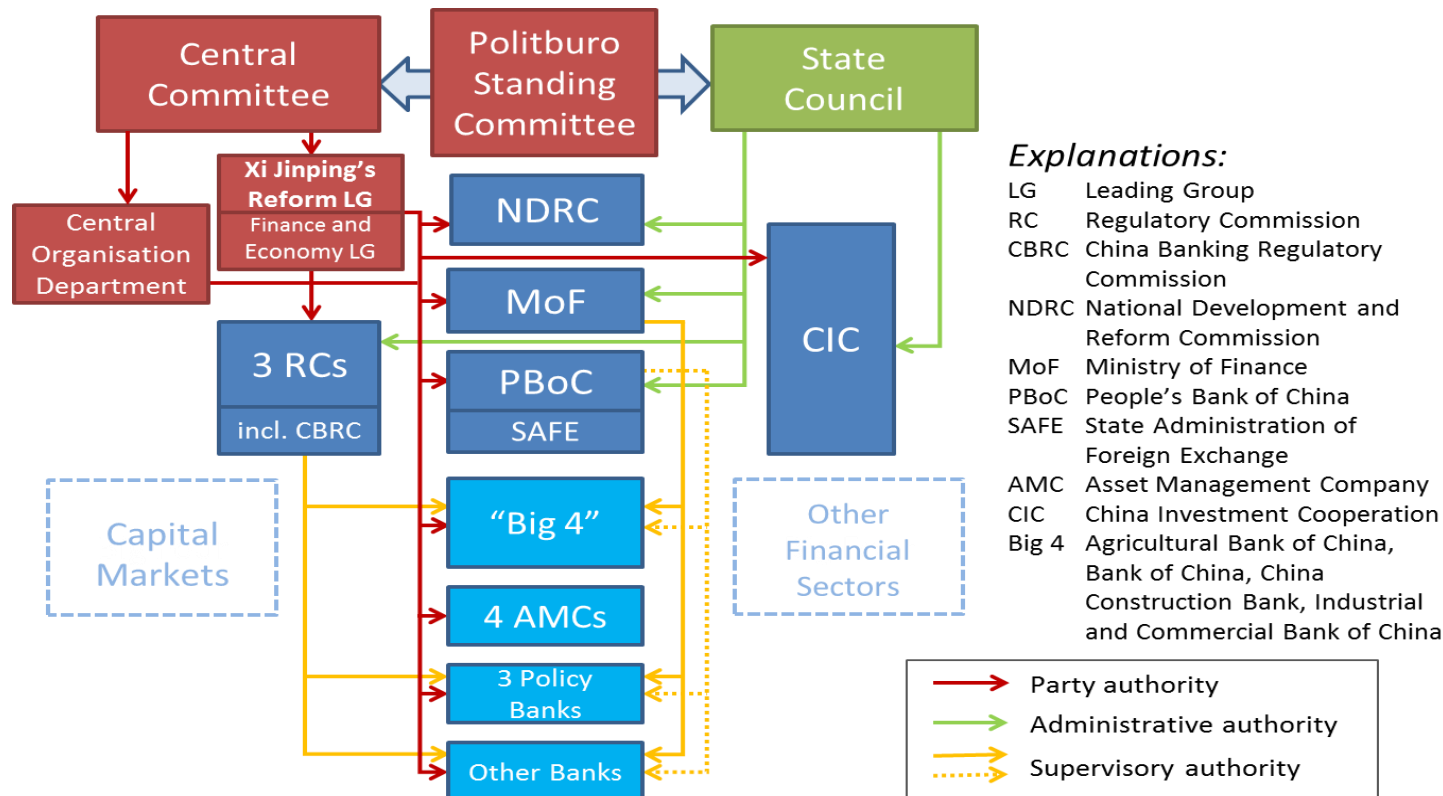 Central
Committee
Politburo
Standing
Committee
State
Council
Xi Jinping's
Reform LG
Finance and
Economy LG
Central
Organisation
Department
NDRC
MoF
3 RCs
incl. CBRC
PBoC
SAFE
CIC
Capital
Markets
"Big 4"
4 AMCs
3 Policy
Banks
Other Banks
Other
Financial
Sectors
Explanations:
LG Leading Group
RC Regulatory Commission
CBRC China Banking Regulatory
Commission
NDRC National Development and
Reform Commission
MoF Ministry of Finance
PBoC People's Bank of China
SAFE State Administration of
Foreign Exchange
AMC Asset Management Company
CIC China Investment Cooperation
Big 4 Agricultural Bank of China,
Bank of China, China
Construction Bank, Industrial
and Commercial Bank of China
Party authority
Administrative authority
Supervisory authority